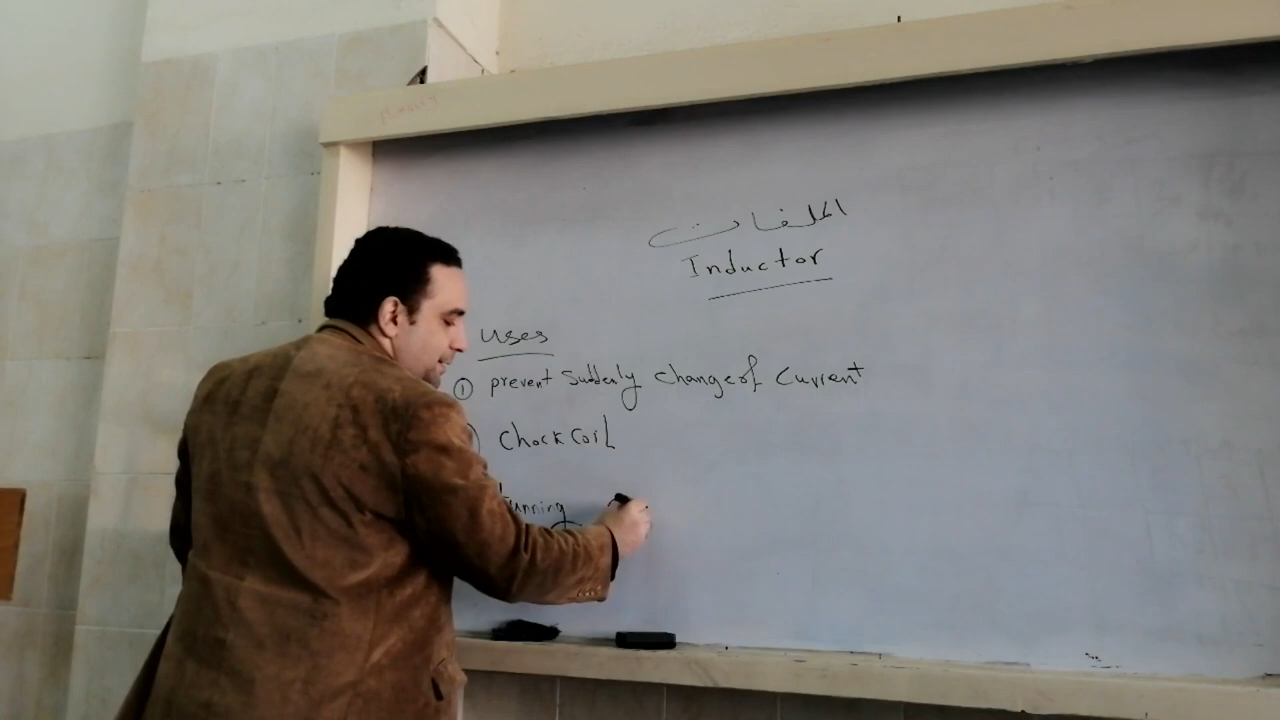 الملفات
Inductor
uses
① prevent Suddenly change of Current
Chock Coil
tunning